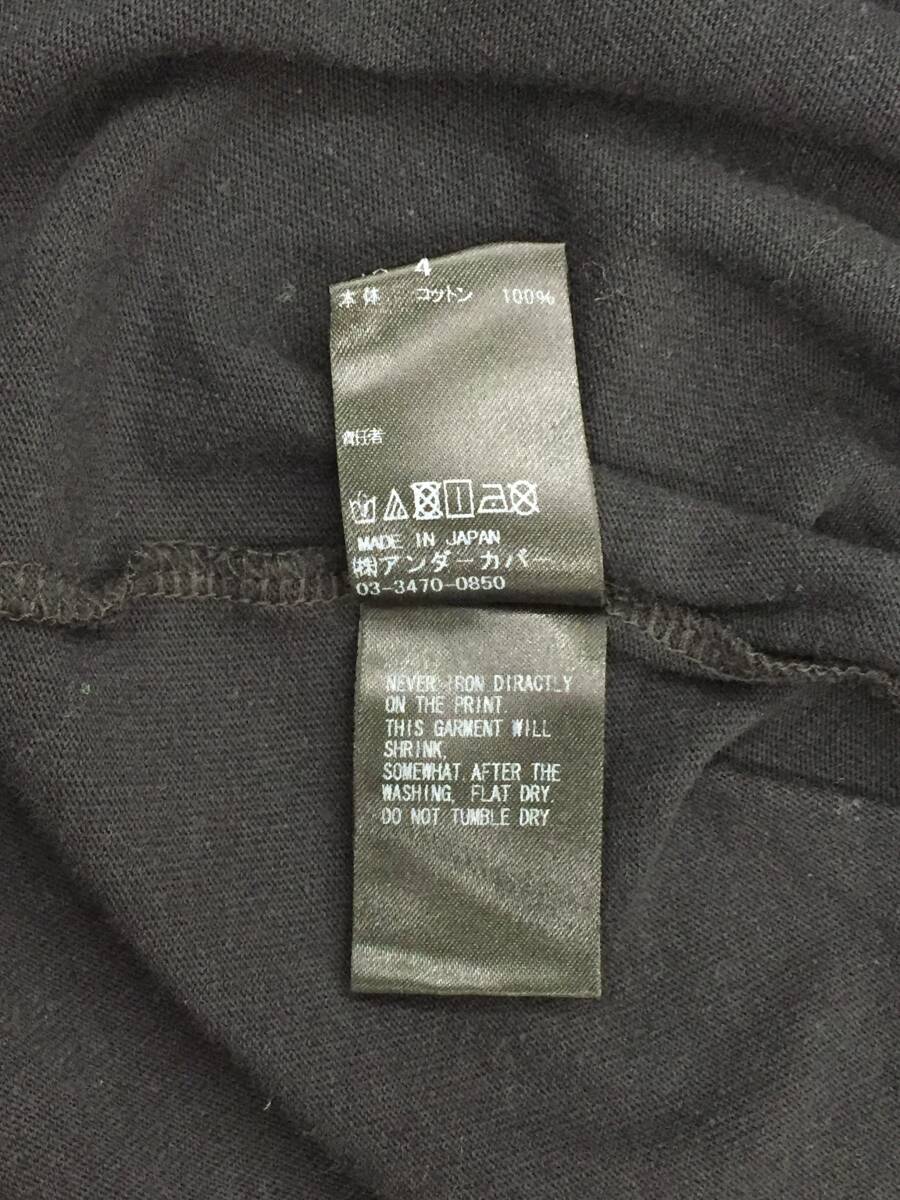 4
本体 コットン 100%
責任者
MADE IN JAPAN
(株)アンダーカバー
03-3470-0850
NEVER IRON DIRACTLY
ON THE PRINT.
THIS GARMENT WILL
SHRINK,
SOMEWHAT.AFTER THE
WASHING, FLAT DRY.
DO NOT TUMBLE DRY